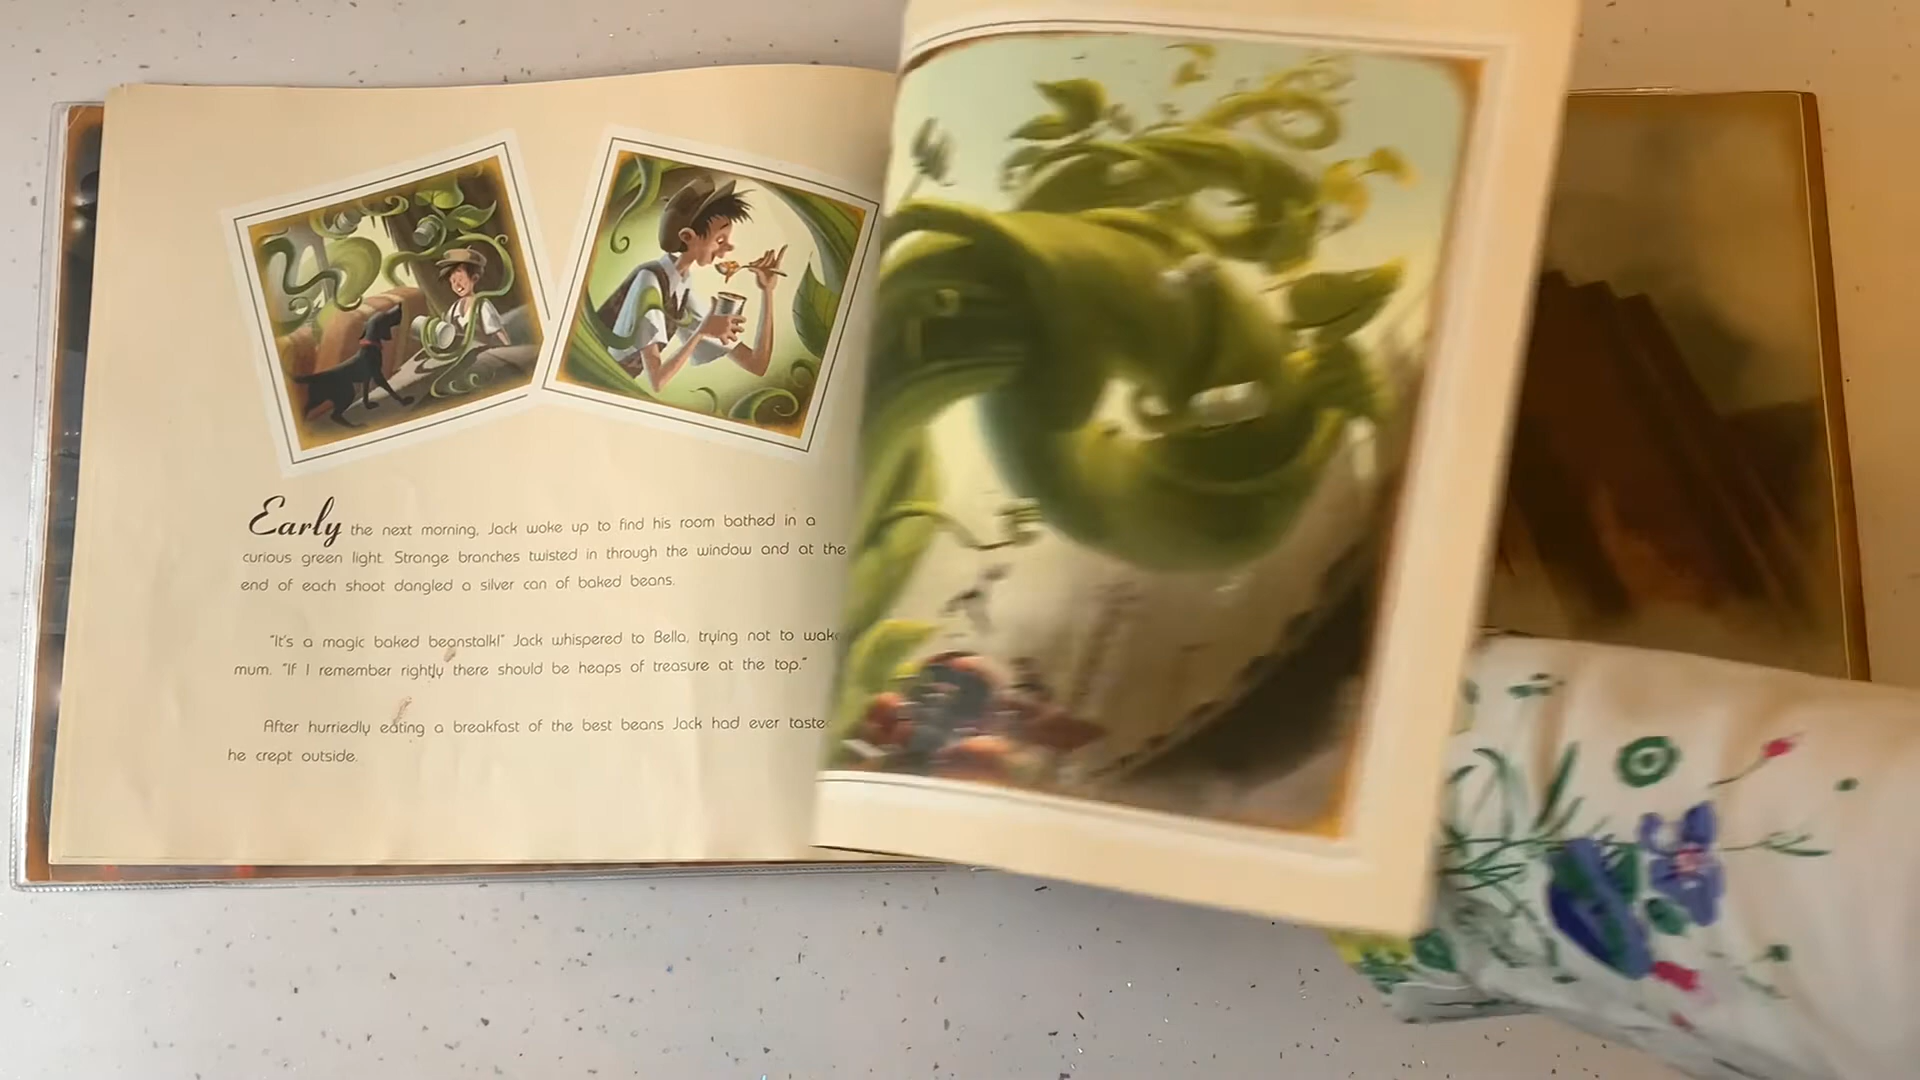 Early the next morning, Jack woke up to find his room bathed in a
curious green light. Strange branches twisted in through the window and at the
end of each shoot dangled a silver can of baked beans.
"It's a magic baked beanstalk!" Jack whispered to Bella, trying not to wake
mum. "If I remember rightly there should be heaps of treasure at the top."
After hurriedly eating a breakfast of the best beans Jack had ever taste
he crept outside.